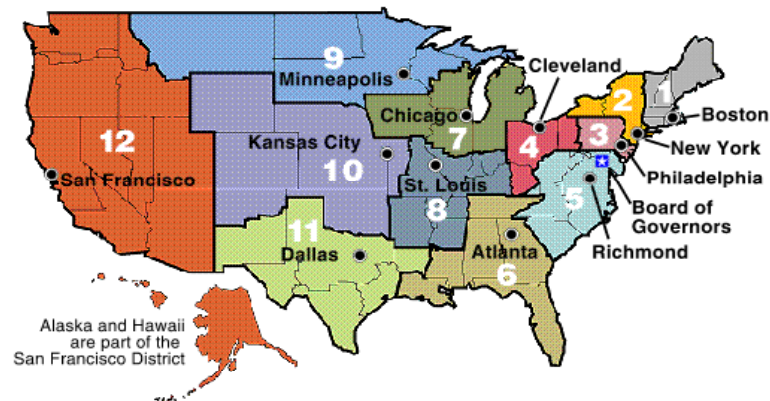 9
Minneapolis
Cleveland
Chicago
7
2
1
Boston
12
Kansas City
10
4
3
New York
San Francisco
St. Louis
8
5
Philadelphia
Board of
Governors
Richmond
11
Dallas
Atlanta
6
Alaska and Hawaii
are part of the
San Francisco District